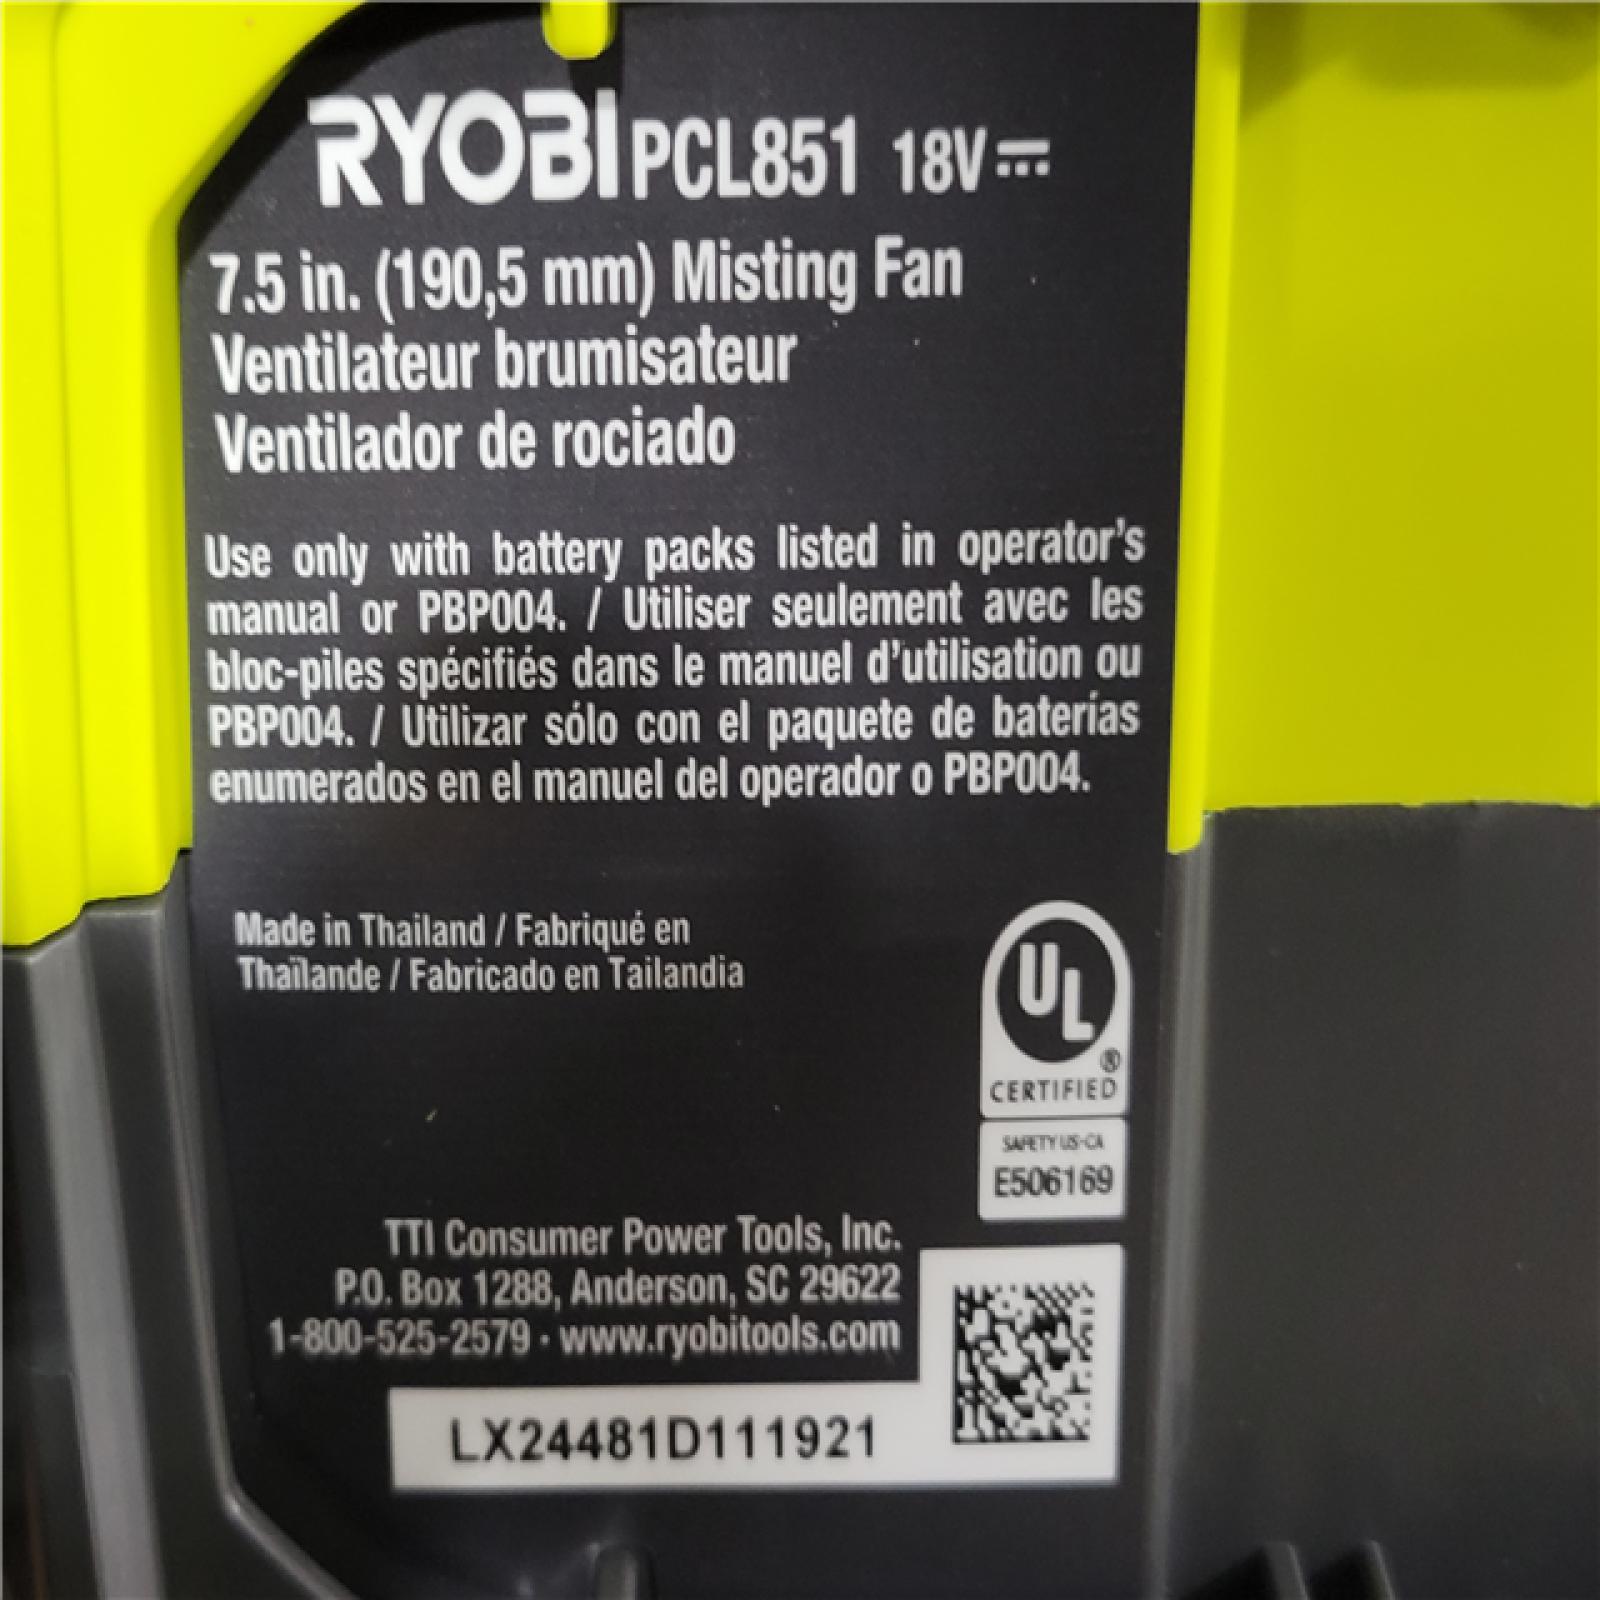 RYOBI PCL851 18V
7.5 in. (190,5 mm) Misting Fan
Ventilateur brumisateur
Ventilador de rociado
Use only with battery packs listed in operator's
manual or PBP004. / Utiliser seulement avec les
bloc-piles spécifiés dans le manuel d'utilisation ou
PBP004. / Utilizar sólo con el paquete de baterías
enumerados en el manuel del operador o PBP004.
Made in Thailand / Fabriqué en
Thaïlande / Fabricado en Tailandia
UL®
CERTIFIED
SAFETY US-CA
E506169
TTI Consumer Power Tools, Inc.
P.O. Box 1288, Anderson, SC 29622
1-800-525-2579 · www.ryobitools.com
LX24481D111921